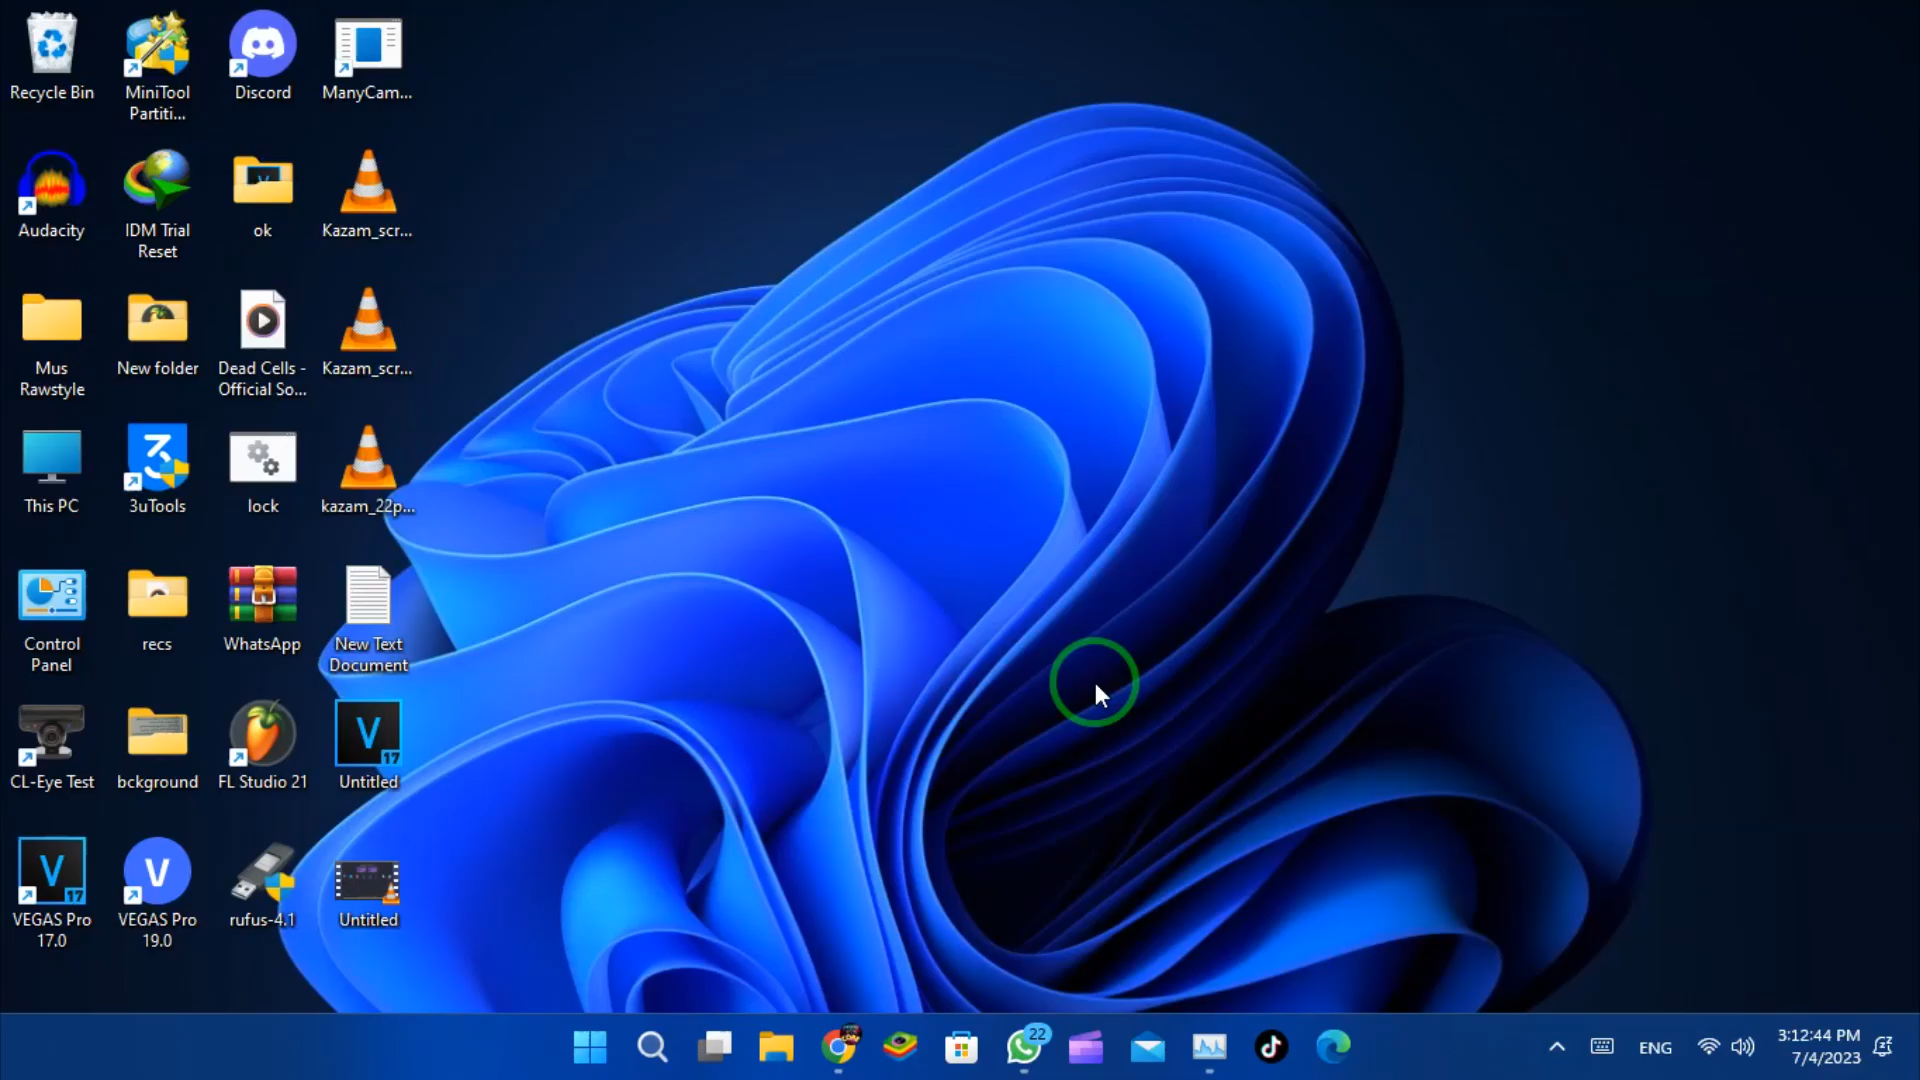 Recycle Bin
MiniTool
Partiti...
Discord
ManyCam...
Audacity
IDM Trial
Reset
ok
Kazam_scr...
Mus
Rawstyle
New folder
Dead Cells -
Official So...
Kazam_scr...
This PC
3uTools
lock
kazam_22p...
Control
Panel
recs
WhatsApp
New Text
Document
CL-Eye Test
bckground
FL Studio 21
V
17
Untitled
V
17
VEGAS Pro
17.0
V
VEGAS Pro
19.0
rufus-4.1
Untitled
22
ENG
3:12:44 PM
7/4/2023